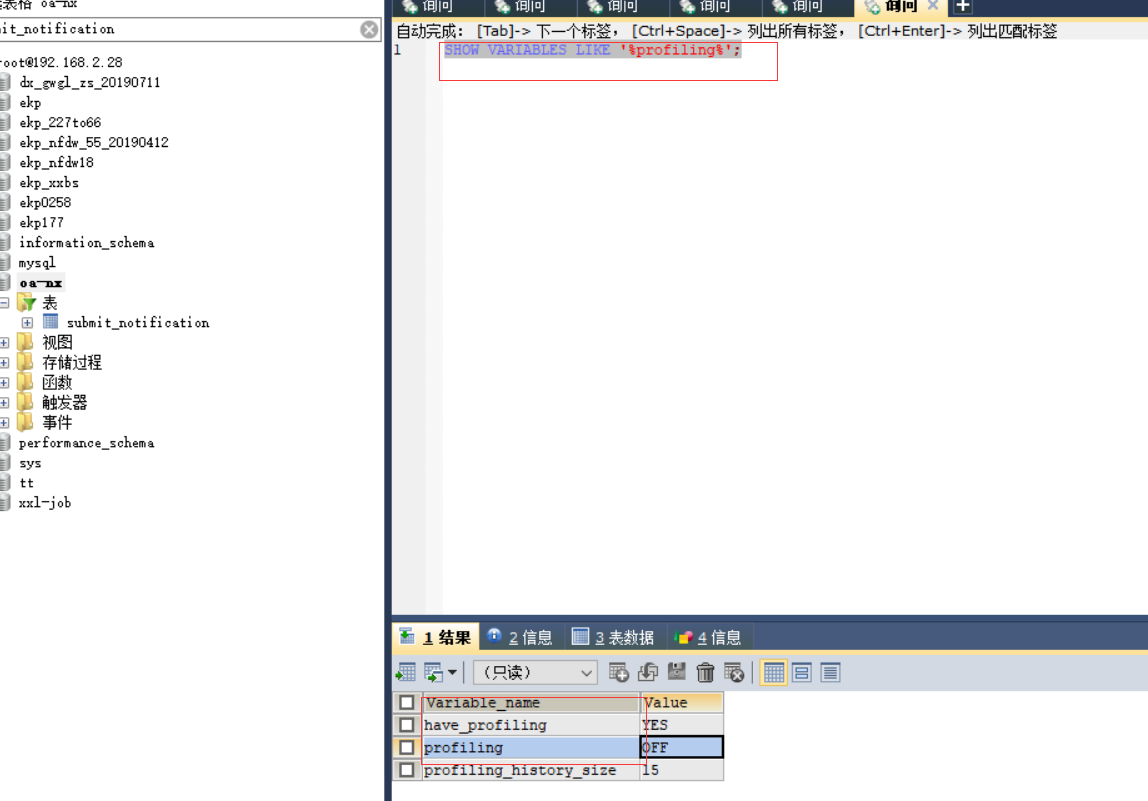 表格 oa-nx
it_notification
root@192.168.2.28
dx_gwgl_zs_20190711
ekp
ekp_227to66
ekp_nfdw_55_20190412
ekp_nfdw18
ekp_xxbs
ekp0258
ekp177
information_schema
mysql
oa-nx
表
submit_notification
视图
存储过程
函数
触发器
事件
performance_schema
sys
tt
xxl-job
询问 询问 询问 询问 询问 询问
自动完成: [Tab]-> 下一个标签, [Ctrl+Space]-> 列出所有标签, [Ctrl+Enter]-> 列出匹配标签
1 SHOW VARIABLES LIKE '%profiling%';
1 结果 2 信息 3 表数据 4 信息
(只读)
Variable_name Value
have_profiling YES
profiling OFF
profiling_history_size 15